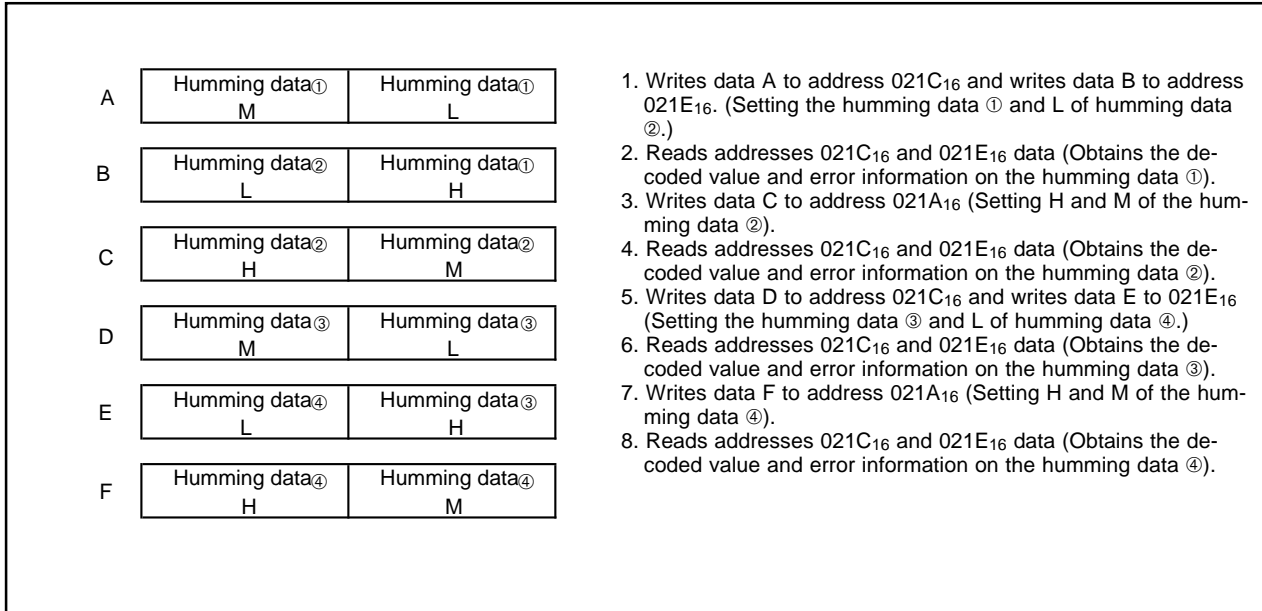 A
Humming data① Humming data①
M L
B
Humming data② Humming data①
L H
C
Humming data② Humming data②
H M
D
Humming data③ Humming data③
M L
E
Humming data④ Humming data③
L H
F
Humming data④ Humming data④
H M
1. Writes data A to address 021C₁₆ and writes data B to address
021E₁₆. (Setting the humming data ① and L of humming data
②.)
2. Reads addresses 021C₁₆ and 021E₁₆ data (Obtains the de-
coded value and error information on the humming data ①).
3. Writes data C to address 021A₁₆ (Setting H and M of the hum-
ming data ②).
4. Reads addresses 021C₁₆ and 021E₁₆ data (Obtains the de-
coded value and error information on the humming data ②).
5. Writes data D to address 021C₁₆ and writes data E to 021E₁₆
(Setting the humming data ③ and L of humming data ④.)
6. Reads addresses 021C₁₆ and 021E₁₆ data (Obtains the de-
coded value and error information on the humming data ③).
7. Writes data F to address 021A₁₆ (Setting H and M of the hum-
ming data ④).
8. Reads addresses 021C₁₆ and 021E₁₆ data (Obtains the de-
coded value and error information on the humming data ④).